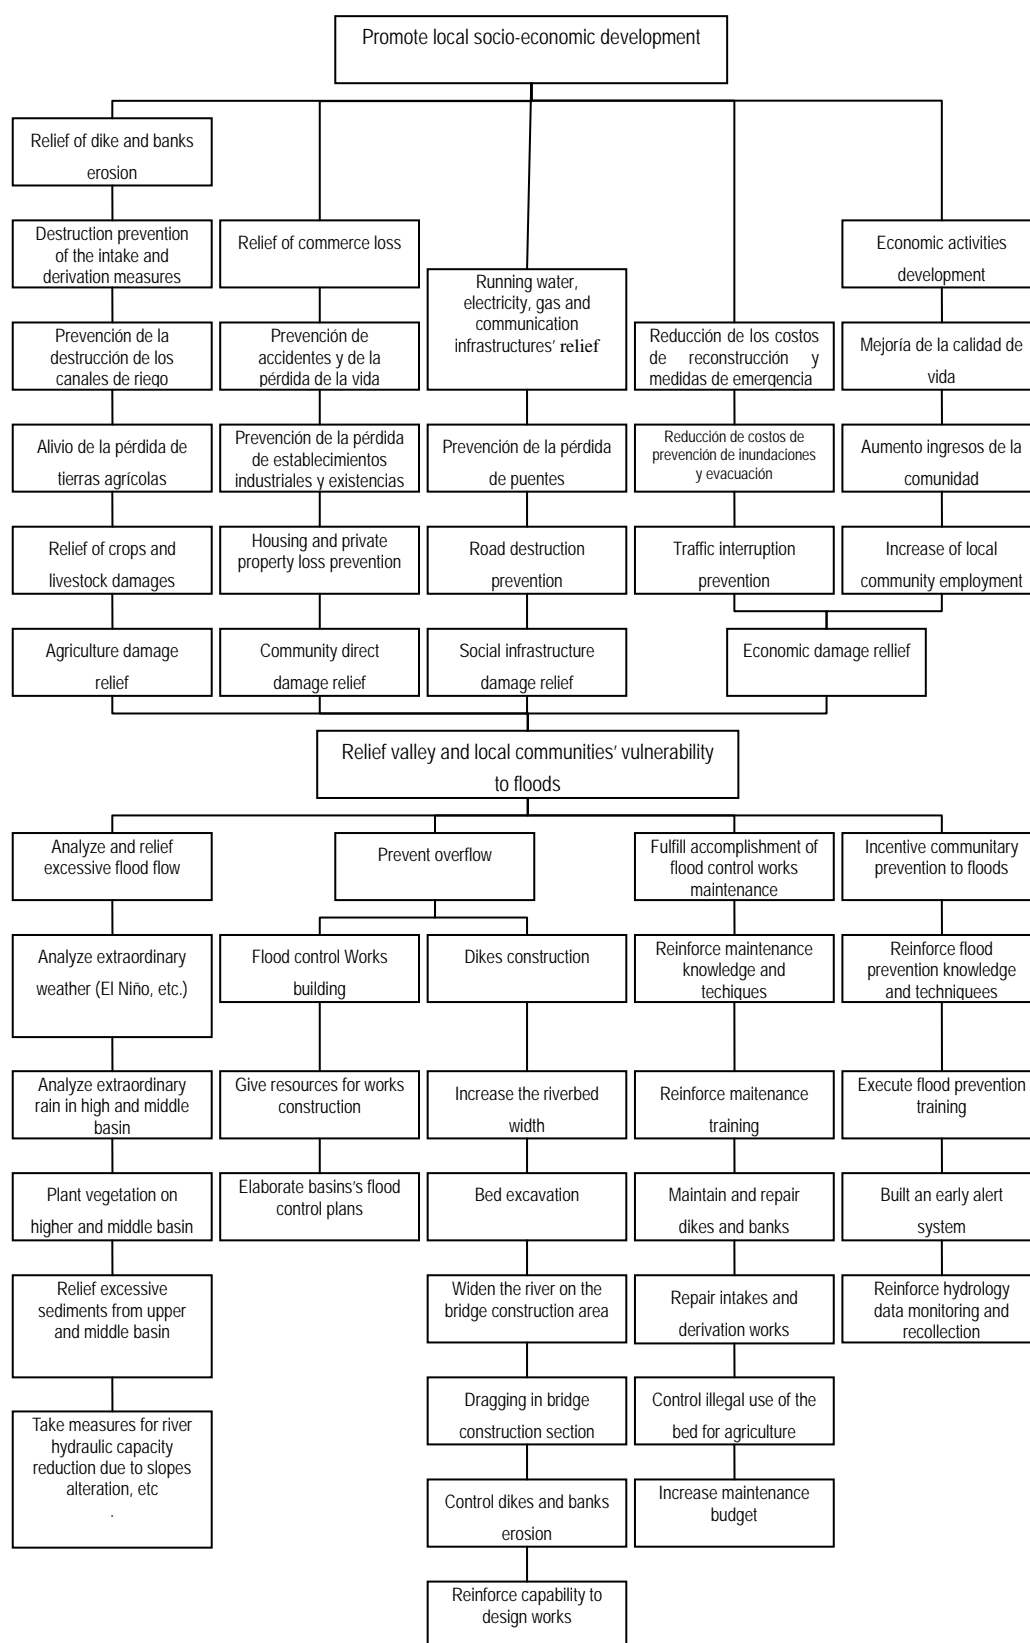 Promote local socio-economic development
Relief of dike and banks
erosion
Destruction prevention
of the intake and
derivation measures
Relief of commerce loss
Running water,
electricity, gas and
communication
infrastructures' relief
Economic activities
development
Prevención de la
destrucción de los
canales de riego
Prevención de
accidentes y de la
pérdida de la vida
Reducción de los costos
de reconstrucción y
medidas de emergencia
Mejoría de la calidad de
vida
Alivio de la pérdida de
tierras agrícolas
Prevención de la pérdida
de establecimientos
industriales y existencias
Prevención de la pérdida
de puentes
Reducción de costos de
prevención de inundaciones
y evacuación
Aumento ingresos de la
comunidad
Relief of crops and
livestock damages
Housing and private
property loss prevention
Road destruction
prevention
Traffic interruption
prevention
Increase of local
community employment
Agriculture damage
relief
Community direct
damage relief
Social infrastructure
damage relief
Economic damage rellief
Relief valley and local communities' vulnerability
to floods
Analyze and relief
excessive flood flow
Prevent overflow
Fulfill accomplishment of
flood control works
maintenance
Incentive communitary
prevention to floods
Analyze extraordinary
weather (El Niño, etc.)
Flood control Works
building
Dikes construction
Reinforce maintenance
knowledge and
techiques
Reinforce flood
prevention knowledge
and techniquees
Analyze extraordinary
rain in high and middle
basin
Give resources for works
construction
Increase the riverbed
width
Reinforce maitenance
training
Execute flood prevention
training
Plant vegetation on
higher and middle basin
Elaborate basins's flood
control plans
Bed excavation
Maintain and repair
dikes and banks
Built an early alert
system
Relief excessive
sediments from upper
and middle basin
Widen the river on the
bridge construction area
Repair intakes and
derivation works
Reinforce hydrology
data monitoring and
recollection
Take measures for river
hydraulic capacity
reduction due to slopes
alteration, etc
.
Dragging in bridge
construction section
Control illegal use of the
bed for agriculture
Control dikes and banks
erosion
Increase maintenance
budget
Reinforce capability to
design works